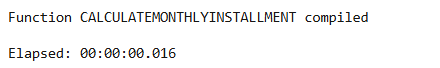 Function CALCULATEMONTHLYINSTALLMENT compiled
Elapsed: 00:00:00.016